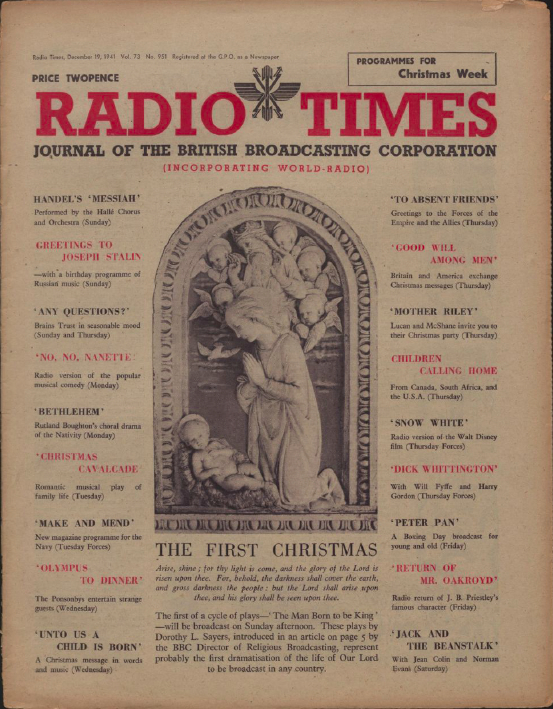 Radio Times, December 19, 1941 Vol. 73 No. 951 Registered at the G.P.O. as a Newspaper
PRICE TWOPENCE
PROGRAMMES FOR
Christmas Week
RADIO TIMES
JOURNAL OF THE BRITISH BROADCASTING CORPORATION
(INCORPORATING WORLD-RADIO)
HANDEL'S 'MESSIAH'
Performed by the Hallé Chorus
and Orchestra (Sunday)
GREETINGS TO
JOSEPH STALIN
—with a birthday programme of
Russian music (Sunday)
'ANY QUESTIONS?'
Brains Trust in seasonable mood
(Sunday and Thursday)
'NO, NO, NANETTE'
Radio version of the popular
musical comedy (Monday)
'BETHLEHEM'
Rutland Boughton's choral drama
of the Nativity (Monday)
'CHRISTMAS
CAVALCADE'
Romantic musical play of
family life (Tuesday)
'MAKE AND MEND'
New magazine programme for the
Navy (Tuesday Forces)
'OLYMPUS
TO DINNER'
The Ponsonbys entertain strange
guests (Wednesday)
'UNTO US A
CHILD IS BORN'
A Christmas message in words
and music (Wednesday)
THE FIRST CHRISTMAS
Arise, shine; for thy light is come, and the glory of the Lord is
risen upon thee. For, behold, the darkness shall cover the earth,
and gross darkness the people: but the Lord shall arise upon
thee, and his glory shall be seen upon thee.
The first of a cycle of plays—'The Man Born to be King'
—will be broadcast on Sunday afternoon. These plays by
Dorothy L. Sayers, introduced in an article on page 5 by
the BBC Director of Religious Broadcasting, represent
probably the first dramatisation of the life of Our Lord
to be broadcast in any country.
'TO ABSENT FRIENDS'
Greetings to the Forces of the
Empire and the Allies (Thursday)
'GOOD WILL
AMONG MEN'
Britain and America exchange
Christmas messages (Thursday)
'MOTHER RILEY'
Lucan and McShane invite you to
their Christmas party (Thursday)
CHILDREN
CALLING HOME
From Canada, South Africa, and
the U.S.A. (Thursday)
'SNOW WHITE'
Radio version of the Walt Disney
film (Thursday Forces)
'DICK WHITTINGTON'
With Will Fyffe and Harry
Gordon (Thursday Forces)
'PETER PAN'
A Boxing Day broadcast for
young and old (Friday)
'RETURN OF
MR. OAKROYD'
Radio return of J. B. Priestley's
famous character (Friday)
'JACK AND
THE BEANSTALK'
With Jean Colin and Norman
Evans (Saturday)